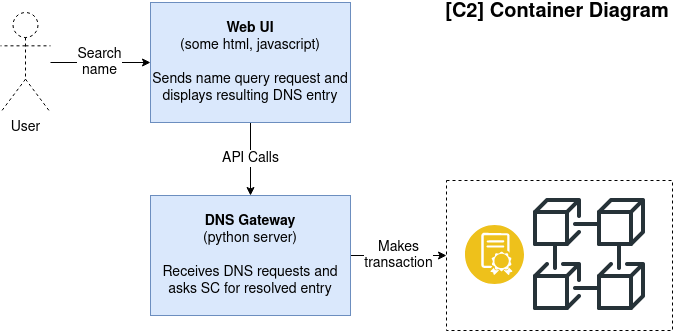 [C2] Container Diagram
Web UI
(some html, javascript)
Sends name query request and
displays resulting DNS entry
Search
name
User
API Calls
DNS Gateway
(python server)
Receives DNS requests and
asks SC for resolved entry
Makes
transaction